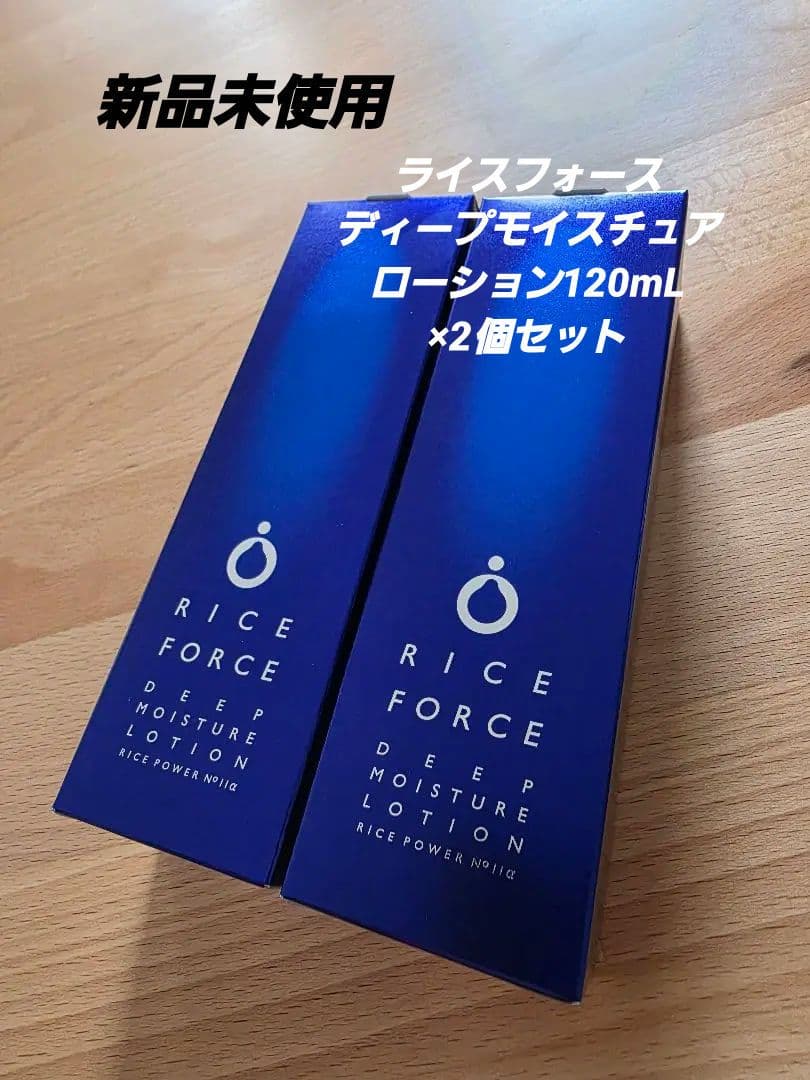 新品未使用
ライスフォース
ディープモイスチュア
ローション120mL
×2個セット
RICE
FORCE
DEEP
MOISTURE
LOTION
RICE POWER Nº11α
RICE
FORCE
DEEP
MOISTURE
LOTION
RICE POWER Nº11α